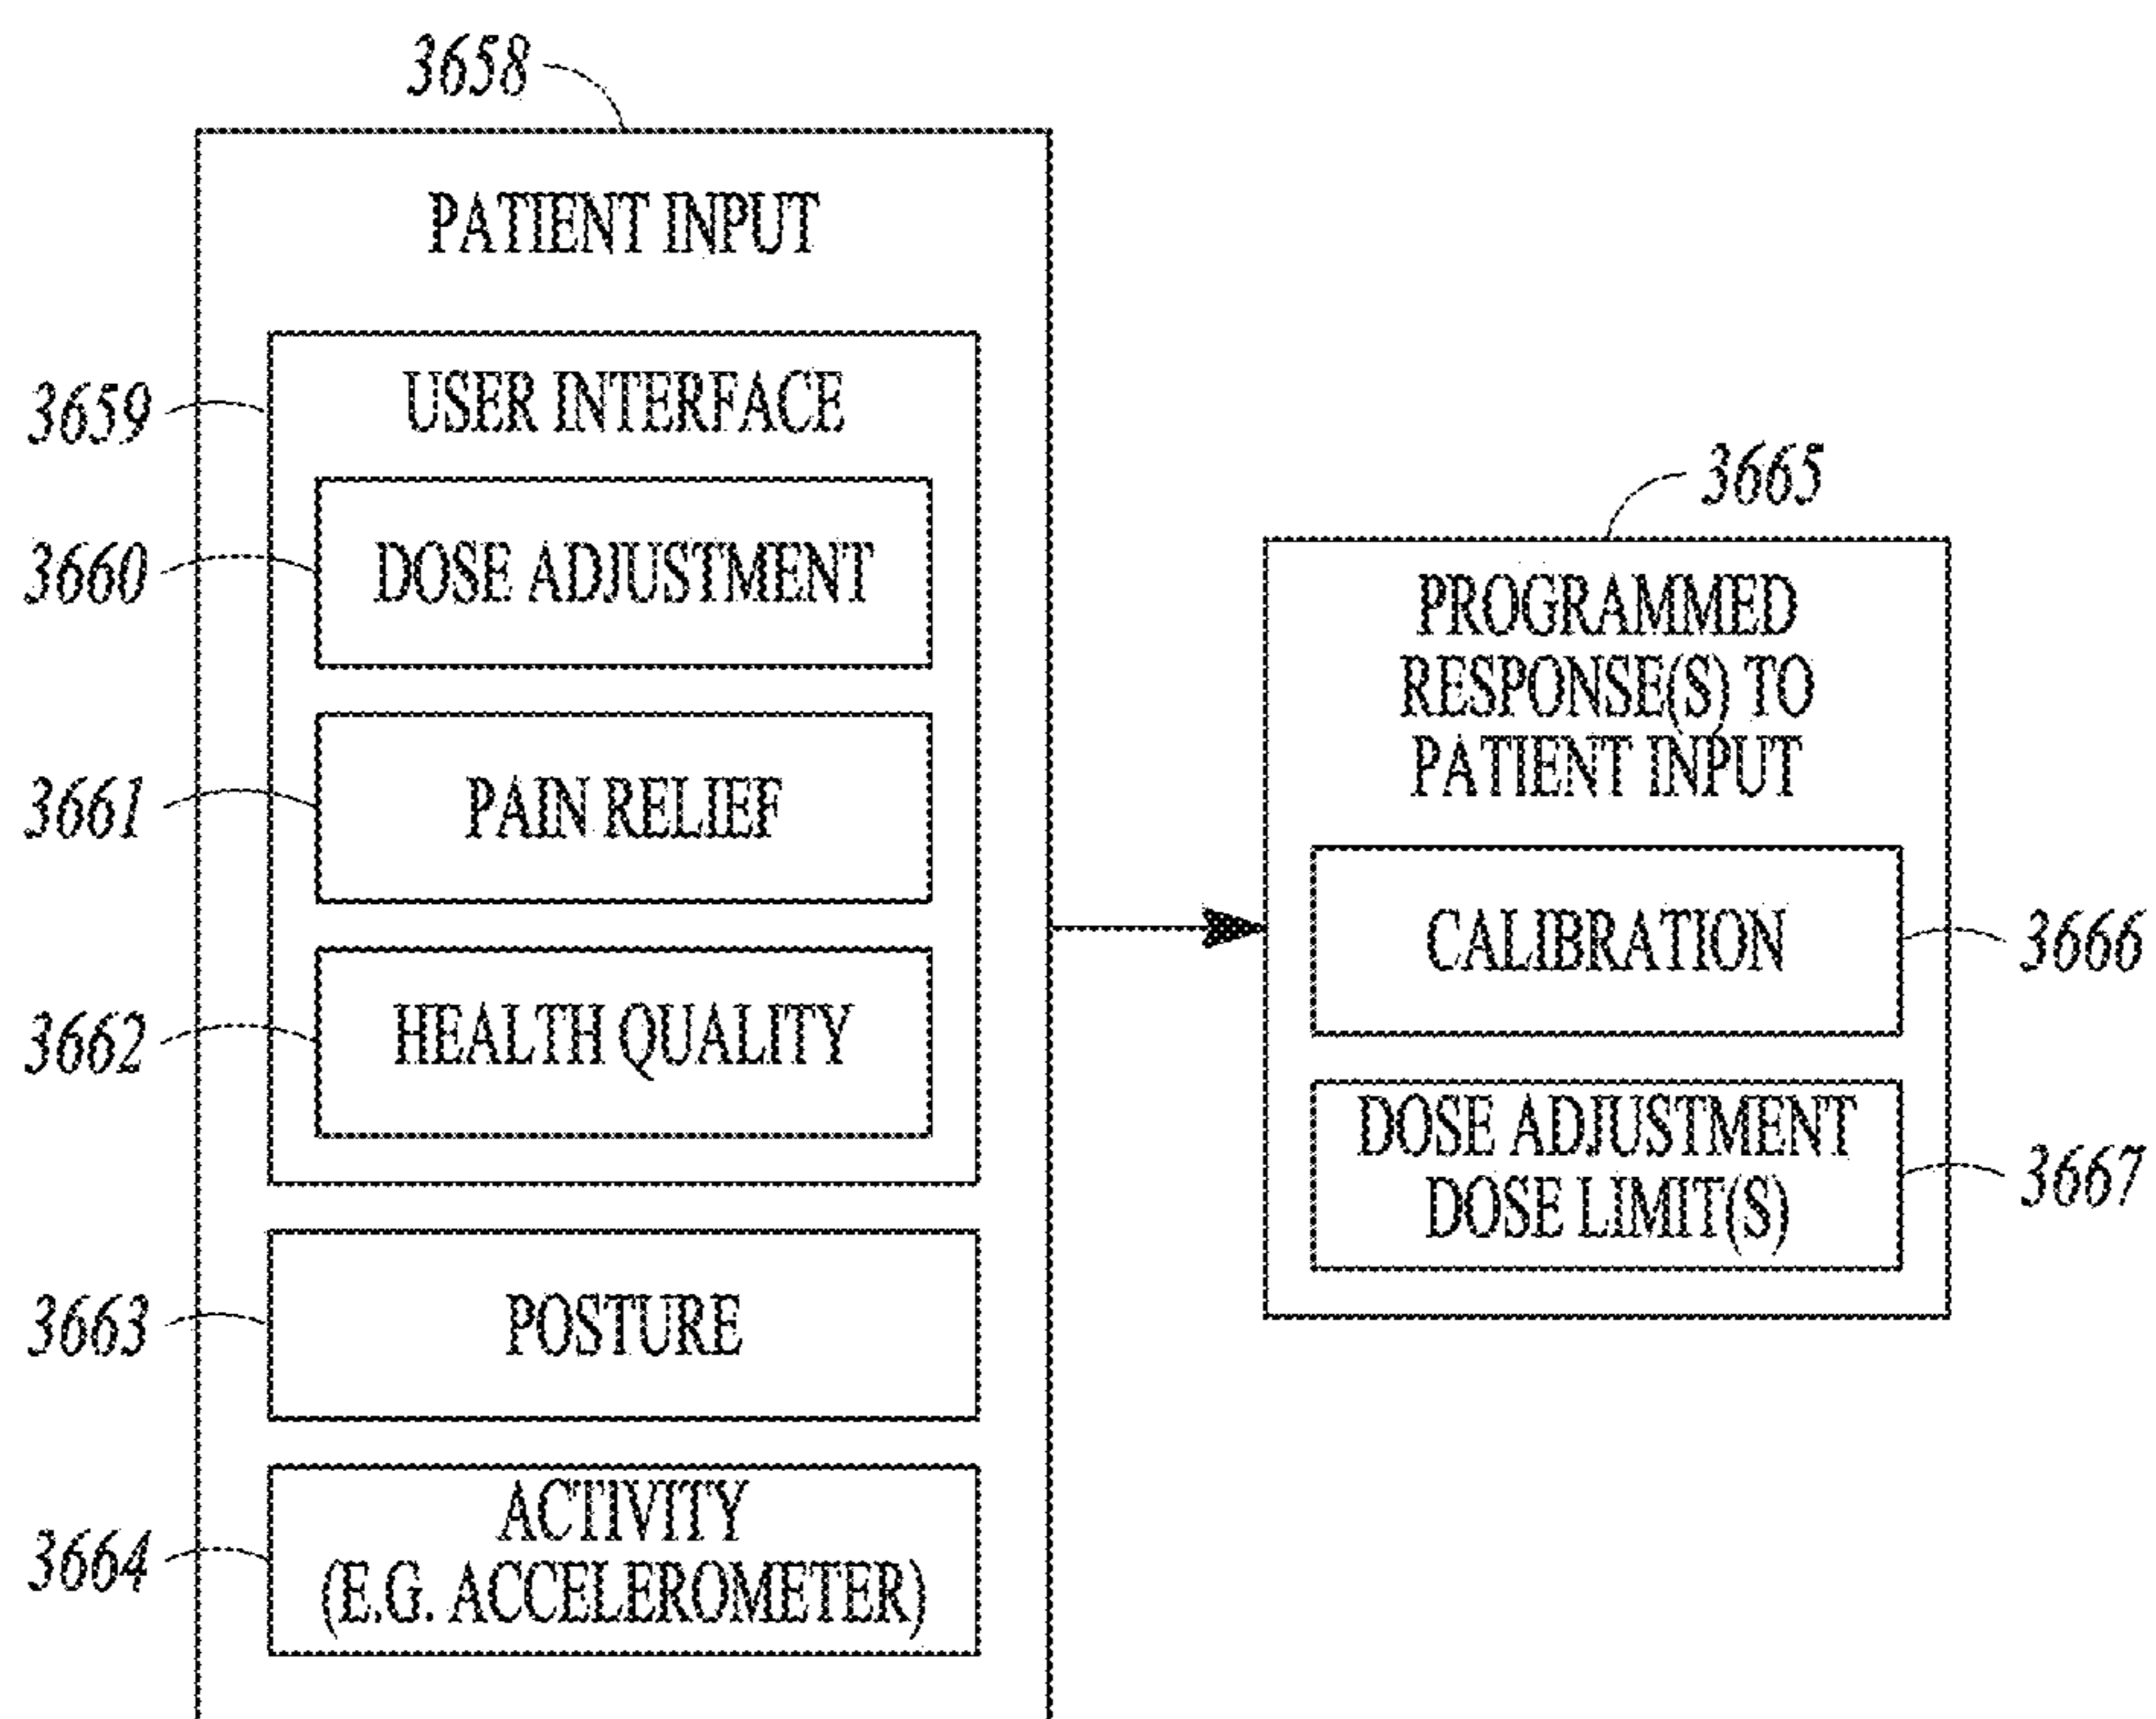 3658
PATIENT INPUT
3659
USER INTERFACE
3660
DOSE ADJUSTMENT
3661
PAIN RELIEF
3662
HEALTH QUALITY
3663
POSTURE
3664
ACTIVITY
(E.G. ACCELEROMETER)
3665
PROGRAMMED
RESPONSE(S) TO
PATIENT INPUT
CALIBRATION
3666
DOSE ADJUSTMENT
DOSE LIMIT(S)
3667